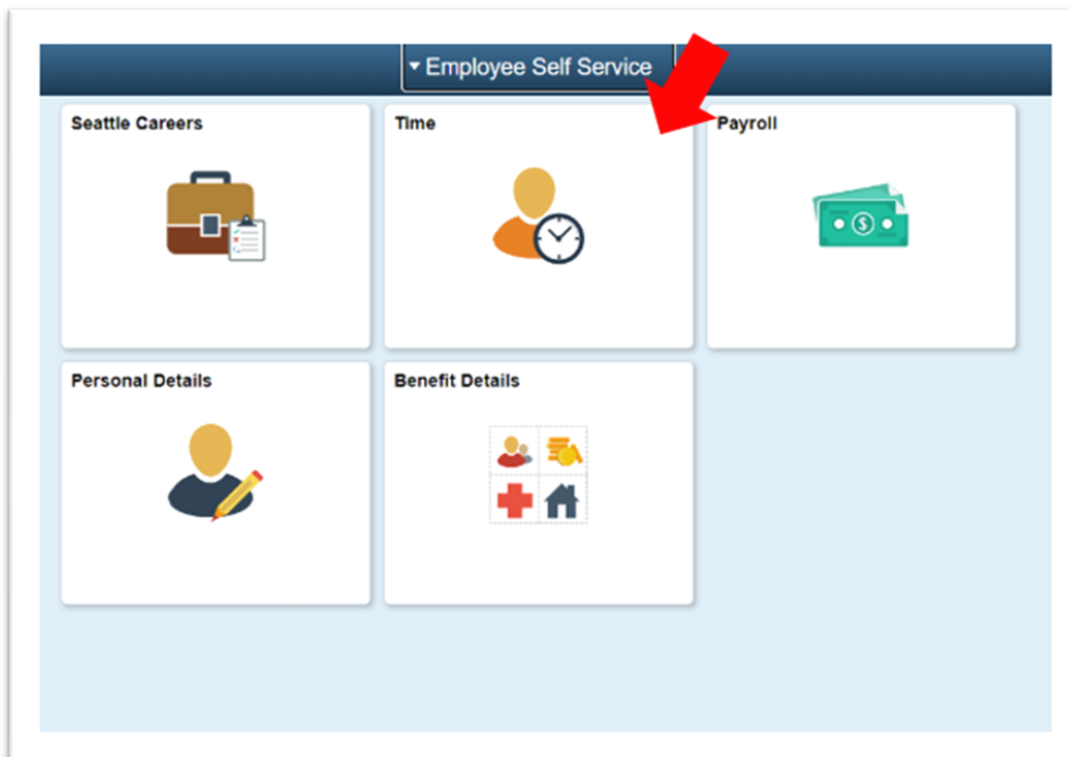 Employee Self Service
Seattle Careers
Time
Payroll
$
Personal Details
Benefit Details